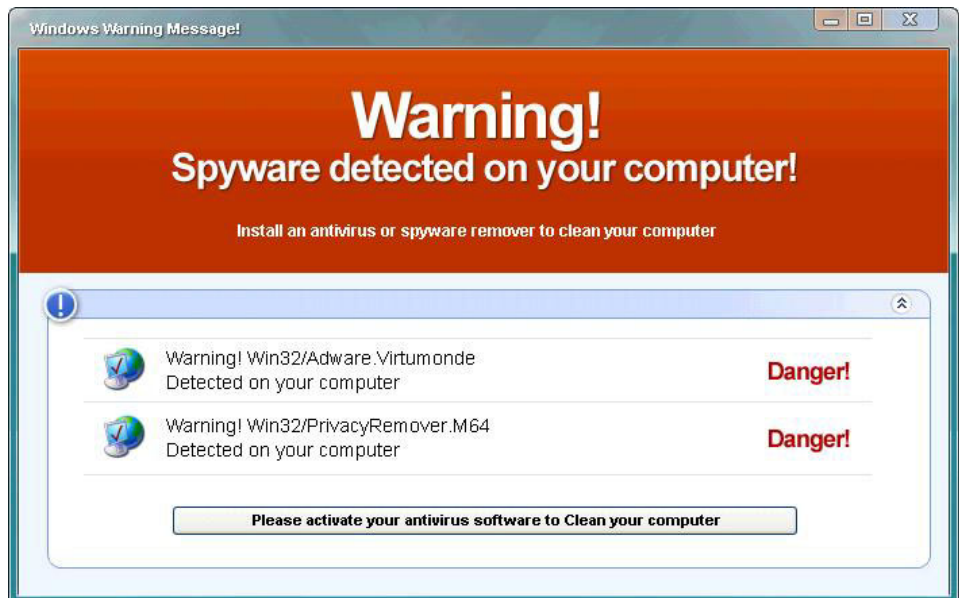 Windows Warning Message!
Warning!
Spyware detected on your computer!
Install an antivirus or spyware remover to clean your computer
Warning! Win32/Adware.Virtumonde
Detected on your computer
Danger!
Warning! Win32/PrivacyRemover.M64
Detected on your computer
Danger!
Please activate your antivirus software to Clean your computer